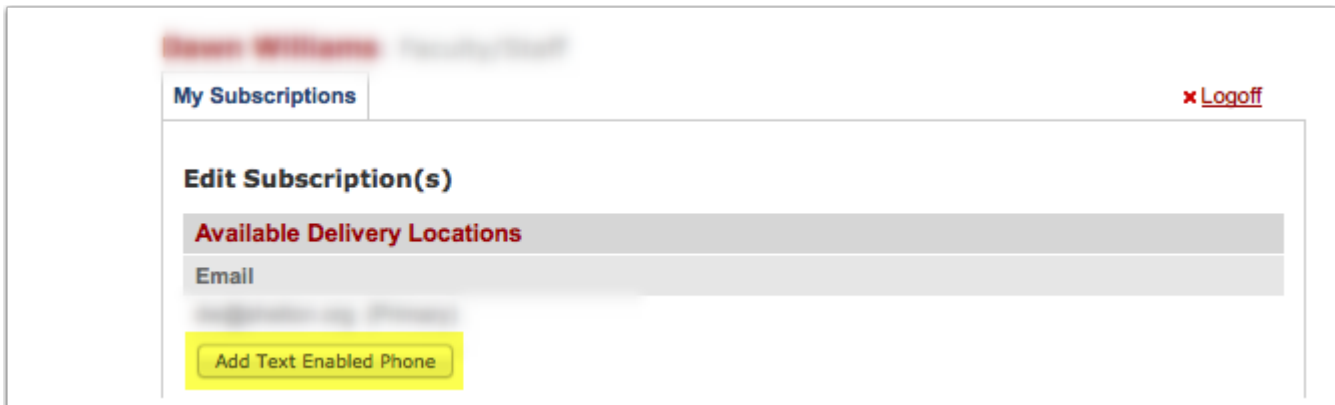 My Subscriptions
Logoff
Edit Subscription(s)
Available Delivery Locations
Email
Add Text Enabled Phone